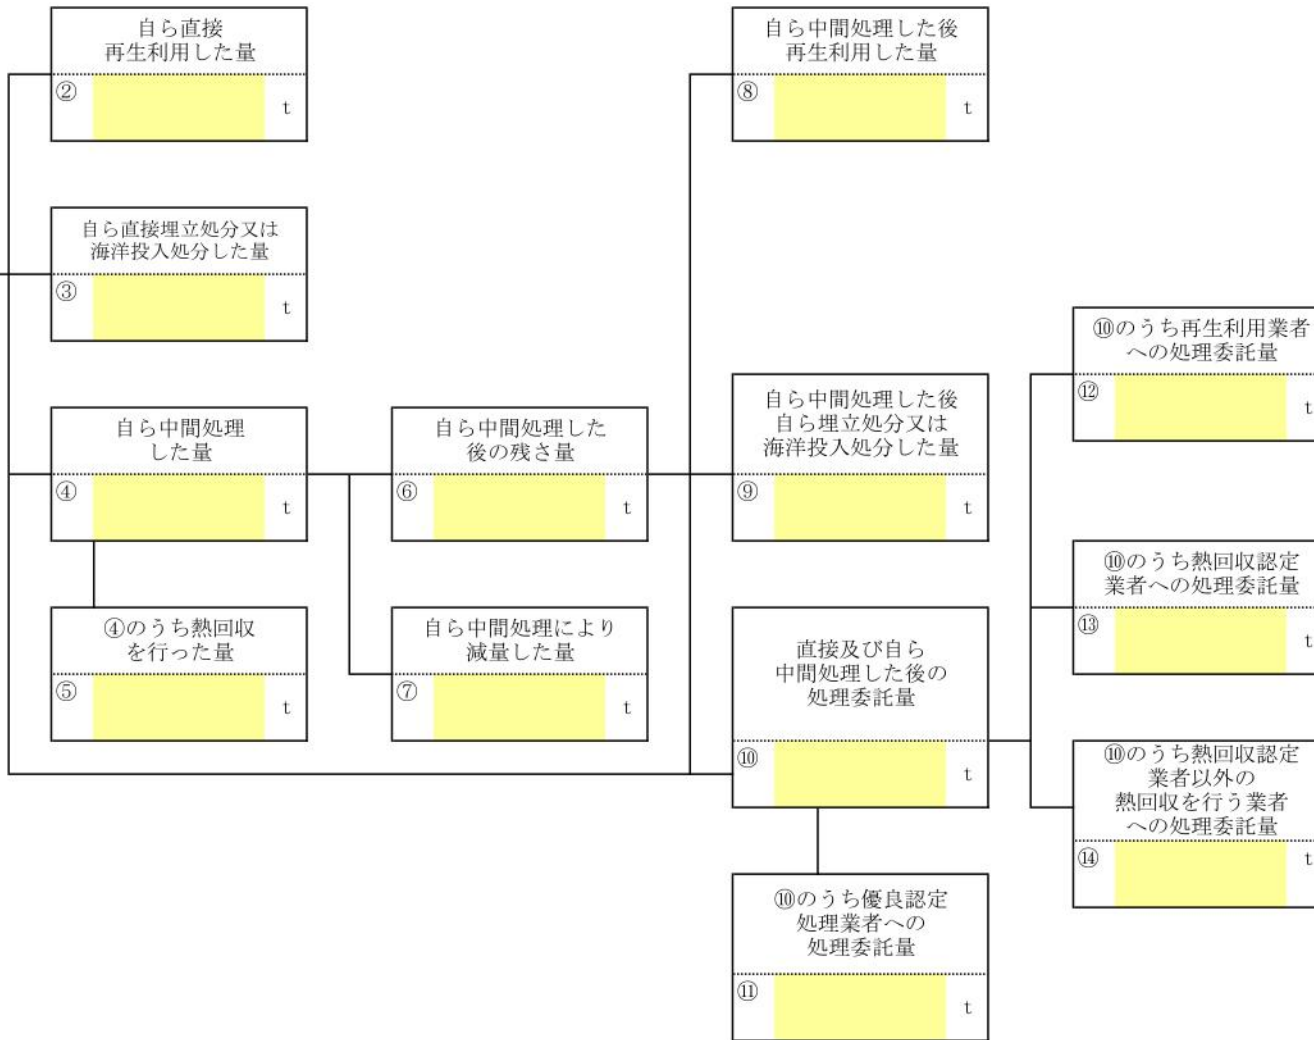 自ら直接
再生利用した量
②
t
自ら直接埋立処分又は
海洋投入処分した量
③
t
自ら中間処理
した量
④
t
④のうち熱回収
を行った量
⑤
t
自ら中間処理した
後の残さ量
⑥
t
自ら中間処理により
減量した量
⑦
t
自ら中間処理した後
再生利用した量
⑧
t
自ら中間処理した後
自ら埋立処分又は
海洋投入処分した量
⑨
t
直接及び自ら
中間処理した後の
処理委託量
⑩
t
⑩のうち優良認定
処理業者への
処理委託量
⑪
t
⑩のうち再生利用業者
への処理委託量
⑫
t
⑩のうち熱回収認定
業者への処理委託量
⑬
t
⑩のうち熱回収認定
業者以外の
熱回収を行う業者
への処理委託量
⑭
t